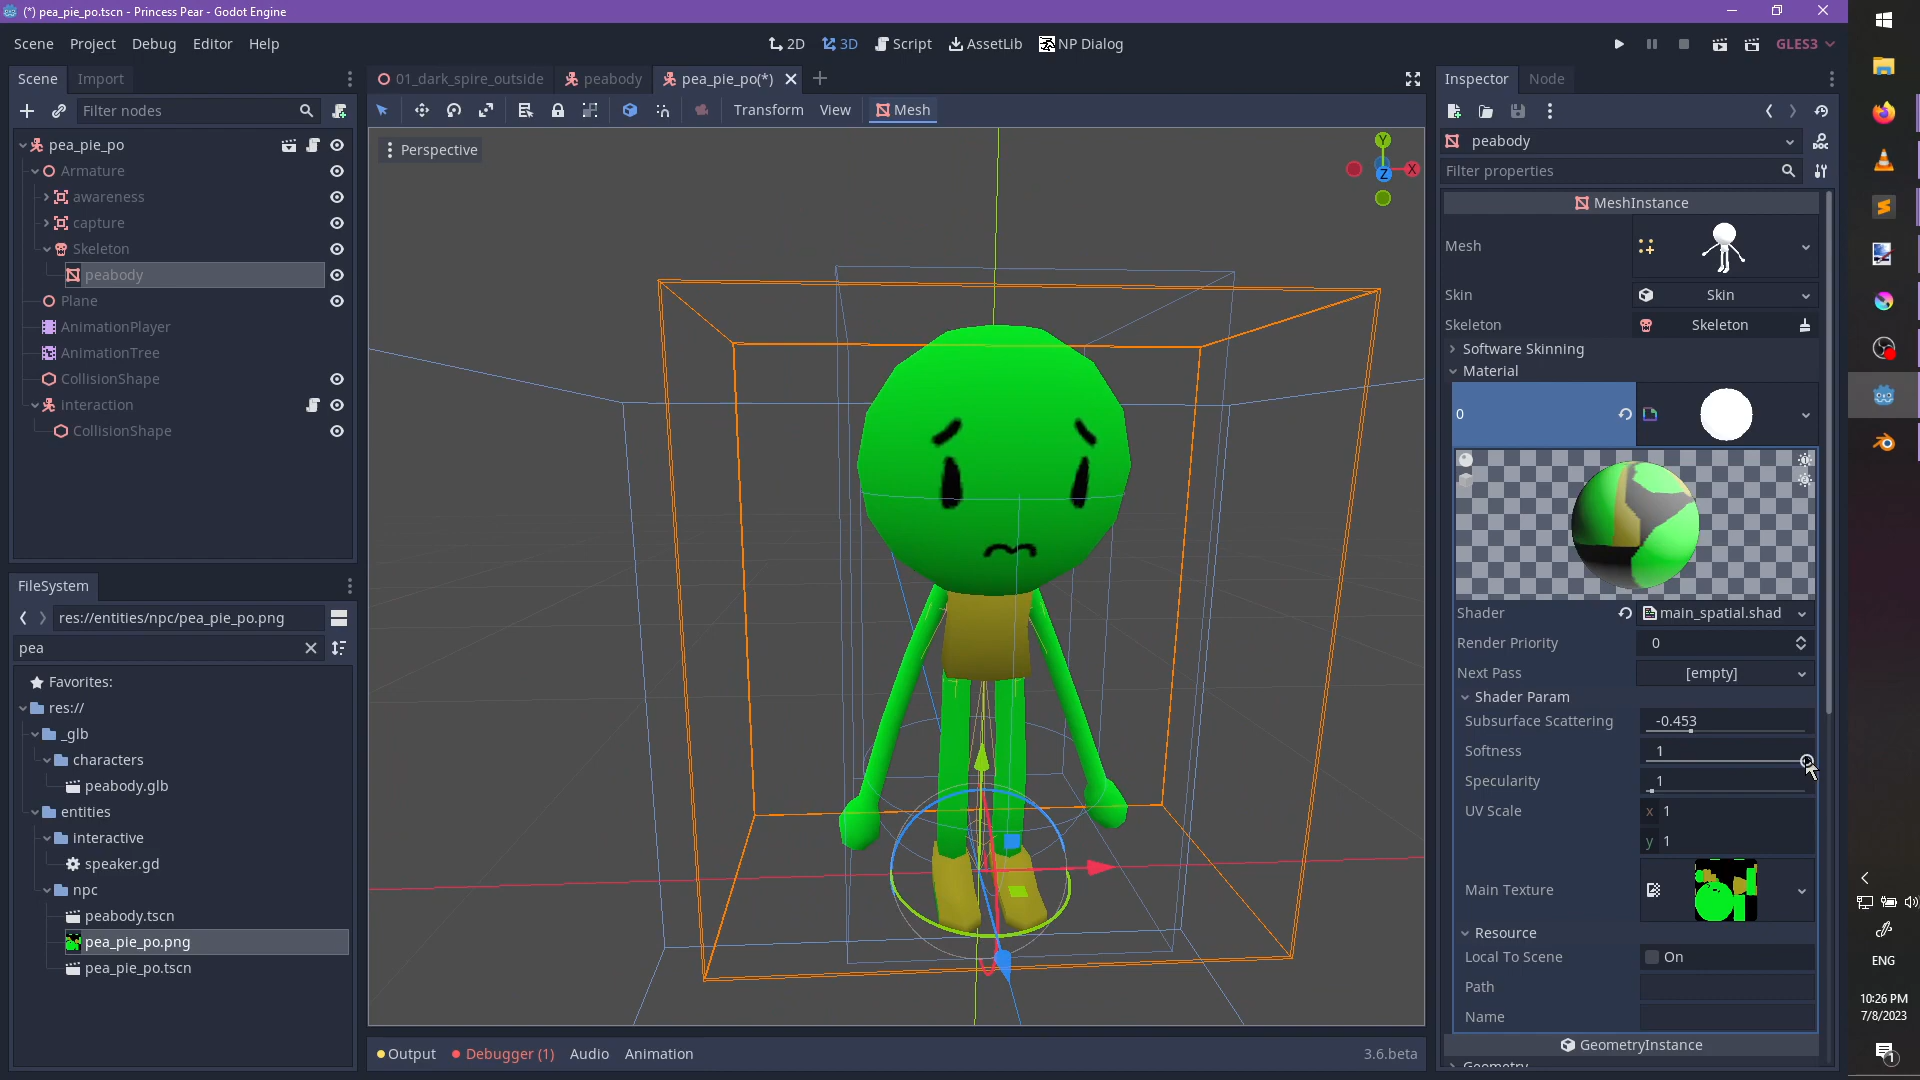 (*) pea_pie_po.tscn - Princess Pear - Godot Engine
Scene Project Debug Editor Help
2D 3D Script AssetLib NP Dialog
GLES3
Scene Import
01_dark_spire_outside peabody pea_pie_po(*)
Inspector Node
Filter nodes
Transform View Mesh
pea_pie_po
Armature
awareness
capture
Skeleton
peabody
Plane
AnimationPlayer
AnimationTree
CollisionShape
Interaction
CollisionShape
FileSystem
res://entities/npc/pea_pie_po.png
pea
Favorites:
res://
_glb
characters
peabody.glb
entities
interactive
speaker.gd
npc
peabody.tscn
pea_pie_po.png
pea_pie_po.tscn
Perspective
Y
X
Z
Output Debugger (1) Audio Animation 3.6.beta
peabody
Filter properties
MeshInstance
Mesh
Skin Skin
Skeleton Skeleton
Software Skinning
Material
0
Shader main_spatial.shad
Render Priority 0
Next Pass [empty]
Shader Param
Subsurface Scattering -0.453
Softness 1
Specularity 1
UV Scale x 1
y 1
Main Texture
Resource
Local To Scene On
Path
Name
GeometryInstance
Geometry
ENG
10:26 PM
7/8/2023
1